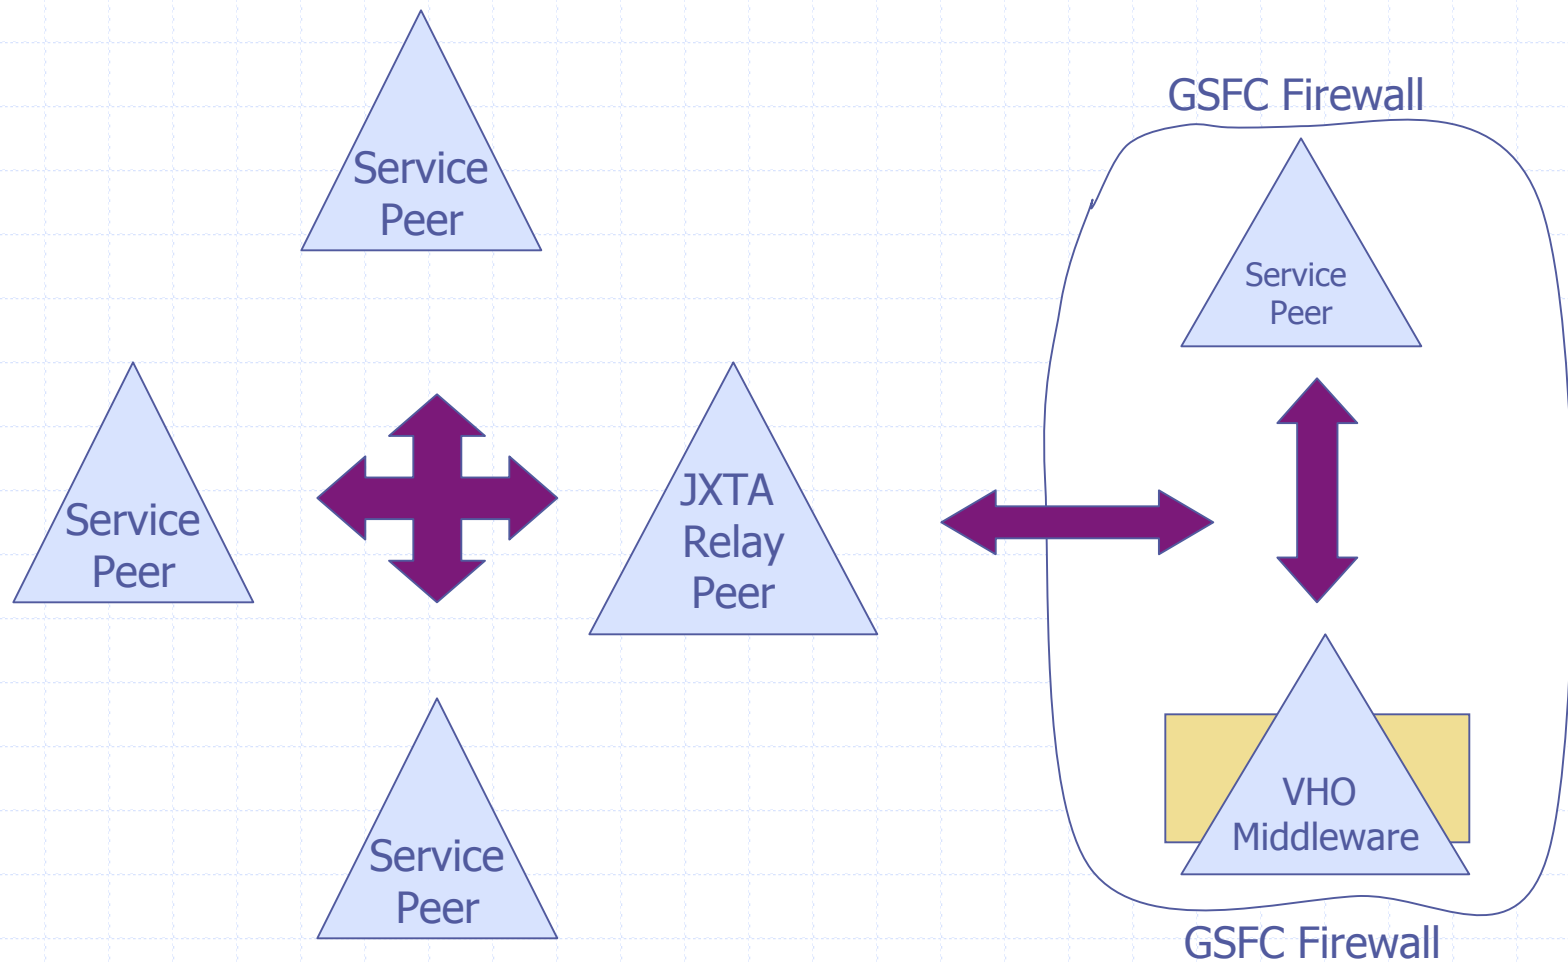 Service
Peer
GSFC Firewall
Service
Peer
Service
Peer
JXTA
Relay
Peer
Service
Peer
VHO
Middleware
GSFC Firewall